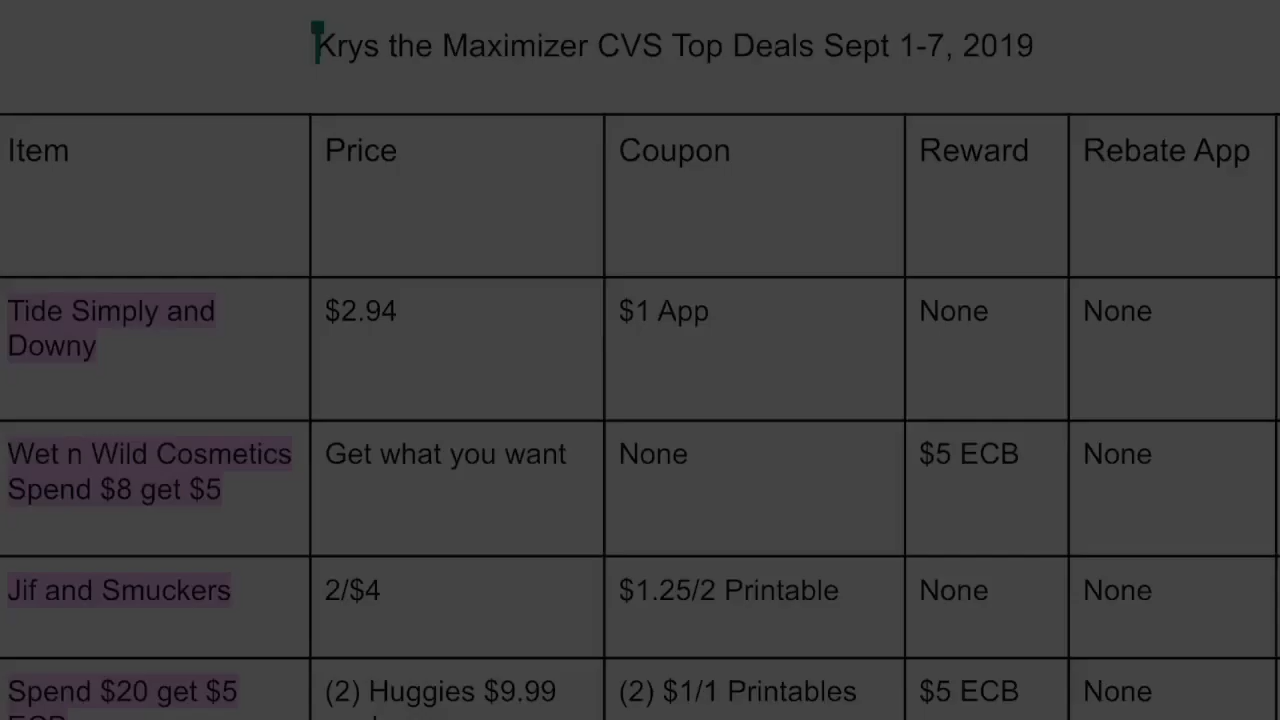 Krys the Maximizer CVS Top Deals Sept 1-7, 2019
Item Price Coupon Reward Rebate App
Tide Simply and $2.94 $1 App None None
Downy
Wet n Wild Cosmetics Get what you want None $5 ECB None
Spend $8 get $5
Jif and Smuckers 2/$4 $1.25/2 Printable None None
Spend $20 get $5 (2) Huggies $9.99 (2) $1/1 Printables $5 ECB None
ECB